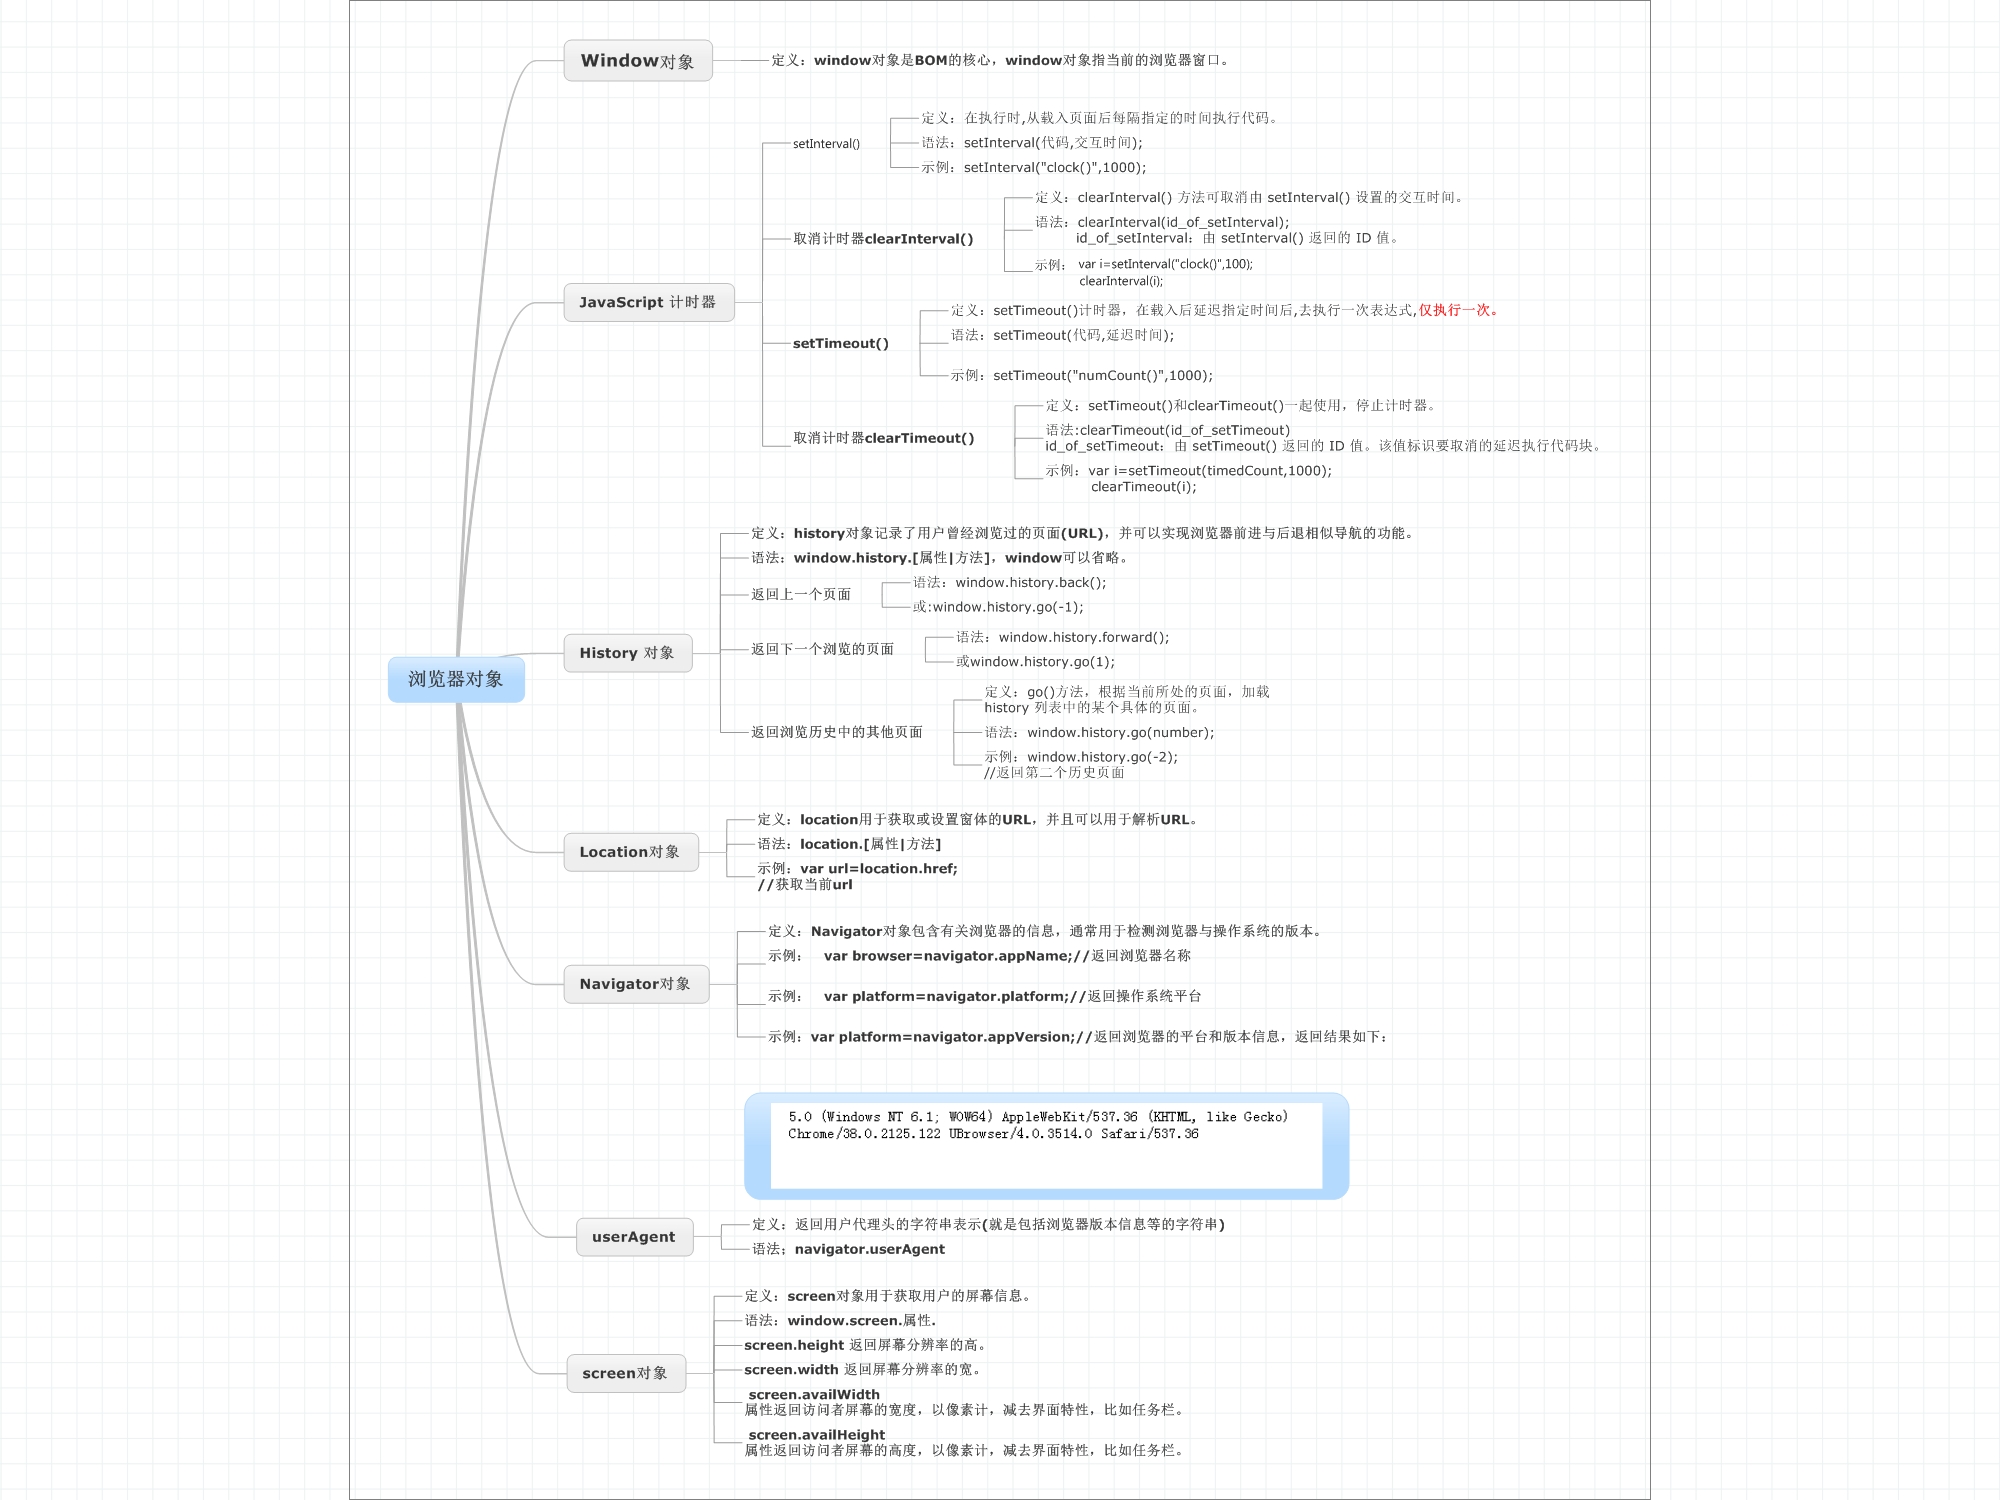 Window对象
定义：window对象是BOM的核心，window对象指当前的浏览器窗口。
setInterval()
定义：在执行时,从载入页面后每隔指定的时间执行代码。
语法：setInterval(代码,交互时间);
示例：setInterval("clock()",1000);
取消计时器clearInterval()
定义：clearInterval() 方法可取消由 setInterval() 设置的交互时间。
语法：clearInterval(id_of_setInterval);
id_of_setInterval：由 setInterval() 返回的 ID 值。
示例： var i=setInterval("clock()",100);
clearInterval(i);
JavaScript 计时器
setTimeout()
定义：setTimeout()计时器，在载入后延迟指定时间后,去执行一次表达式,仅执行一次。
语法：setTimeout(代码,延迟时间);
示例：setTimeout("numCount()",1000);
取消计时器clearTimeout()
定义：setTimeout()和clearTimeout()一起使用，停止计时器。
语法:clearTimeout(id_of_setTimeout)
id_of_setTimeout：由 setTimeout() 返回的 ID 值。该值标识要取消的延迟执行代码块。
示例：var i=setTimeout(timedCount,1000);
clearTimeout(i);
定义：history对象记录了用户曾经浏览过的页面(URL)，并可以实现浏览器前进与后退相似导航的功能。
语法：window.history.[属性|方法]，window可以省略。
返回上一个页面
语法：window.history.back();
或:window.history.go(-1);
History 对象
返回下一个浏览的页面
语法：window.history.forward();
或window.history.go(1);
浏览器对象
返回浏览历史中的其他页面
定义：go()方法，根据当前所处的页面，加载
history 列表中的某个具体的页面。
语法：window.history.go(number);
示例：window.history.go(-2);
//返回第二个历史页面
Location对象
定义：location用于获取或设置窗体的URL，并且可以用于解析URL。
语法：location.[属性|方法]
示例：var url=location.href;
//获取当前url
Navigator对象
定义：Navigator对象包含有关浏览器的信息，通常用于检测浏览器与操作系统的版本。
示例： var browser=navigator.appName;//返回浏览器名称
示例： var platform=navigator.platform;//返回操作系统平台
示例：var platform=navigator.appVersion;//返回浏览器的平台和版本信息，返回结果如下：
5.0 (Windows NT 6.1; WOW64) AppleWebKit/537.36 (KHTML, like Gecko)
Chrome/38.0.2125.122 UBrowser/4.0.3514.0 Safari/537.36
userAgent
定义：返回用户代理头的字符串表示(就是包括浏览器版本信息等的字符串)
语法；navigator.userAgent
screen对象
定义：screen对象用于获取用户的屏幕信息。
语法：window.screen.属性.
screen.height 返回屏幕分辨率的高。
screen.width 返回屏幕分辨率的宽。
screen.availWidth
属性返回访问者屏幕的宽度，以像素计，减去界面特性，比如任务栏。
screen.availHeight
属性返回访问者屏幕的高度，以像素计，减去界面特性，比如任务栏。